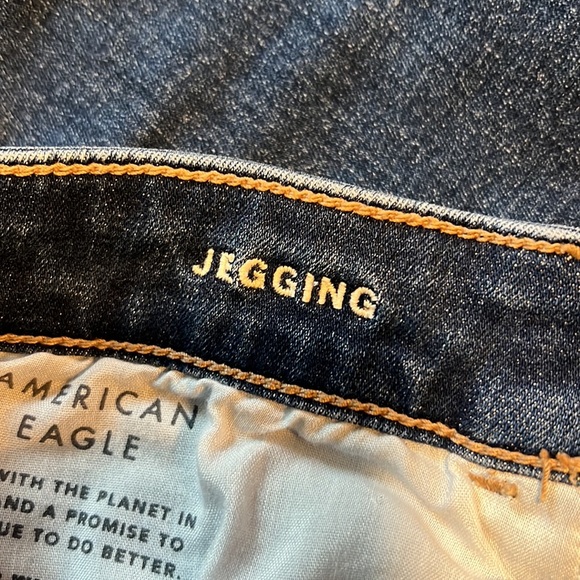 JEGGING
AMERICAN
EAGLE
WITH THE PLANET IN
AND A PROMISE TO
UE TO DO BETTER.